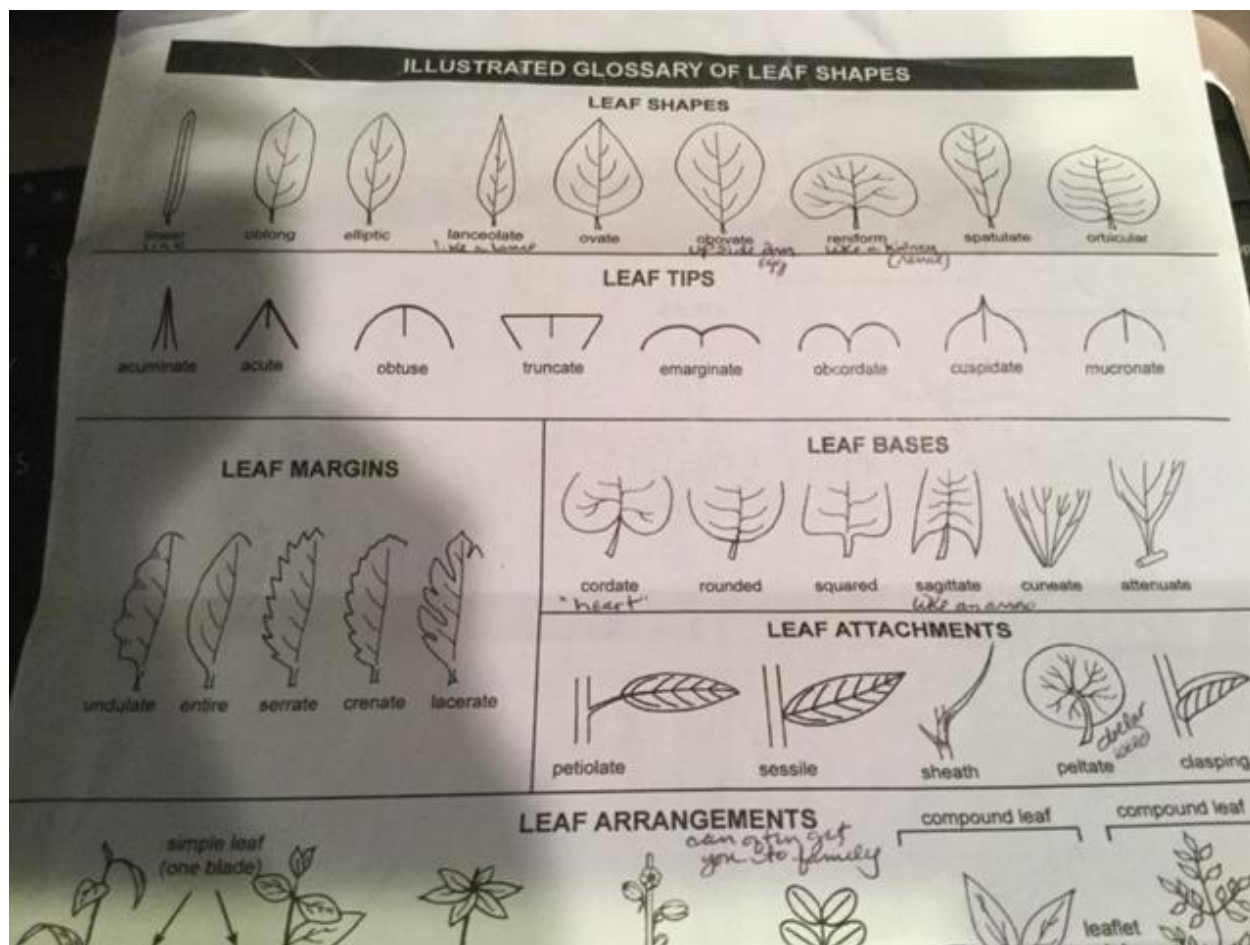 ILLUSTRATED GLOSSARY OF LEAF SHAPES
LEAF SHAPES
linear oblong elliptic lanceolate ovate obovate reniform spatulate orbicular
like a upside down like a kidney
egg (renal)
LEAF TIPS
acuminate acute obtuse truncate emarginate obcordate cuspidate mucronate
LEAF MARGINS
undulate entire serrate crenate lacerate
LEAF BASES
cordate rounded squared sagittate cuneate attenuate
"heart" like an arrow
LEAF ATTACHMENTS
petiolate sessile sheath peltate clasping
dollar
weed
LEAF ARRANGEMENTS
can often get
you to family
simple leaf
(one blade)
compound leaf
compound leaf
leaflet